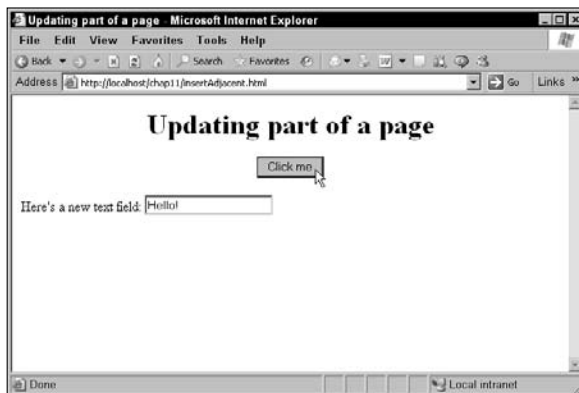 Updating part of a page - Microsoft Internet Explorer
File Edit View Favorites Tools Help
Back Search Favorites
Address http://localhost/chap11/insertAdjacent.html Go Links »
Updating part of a page
Click me
Here's a new text field: Hello!
Done Local intranet